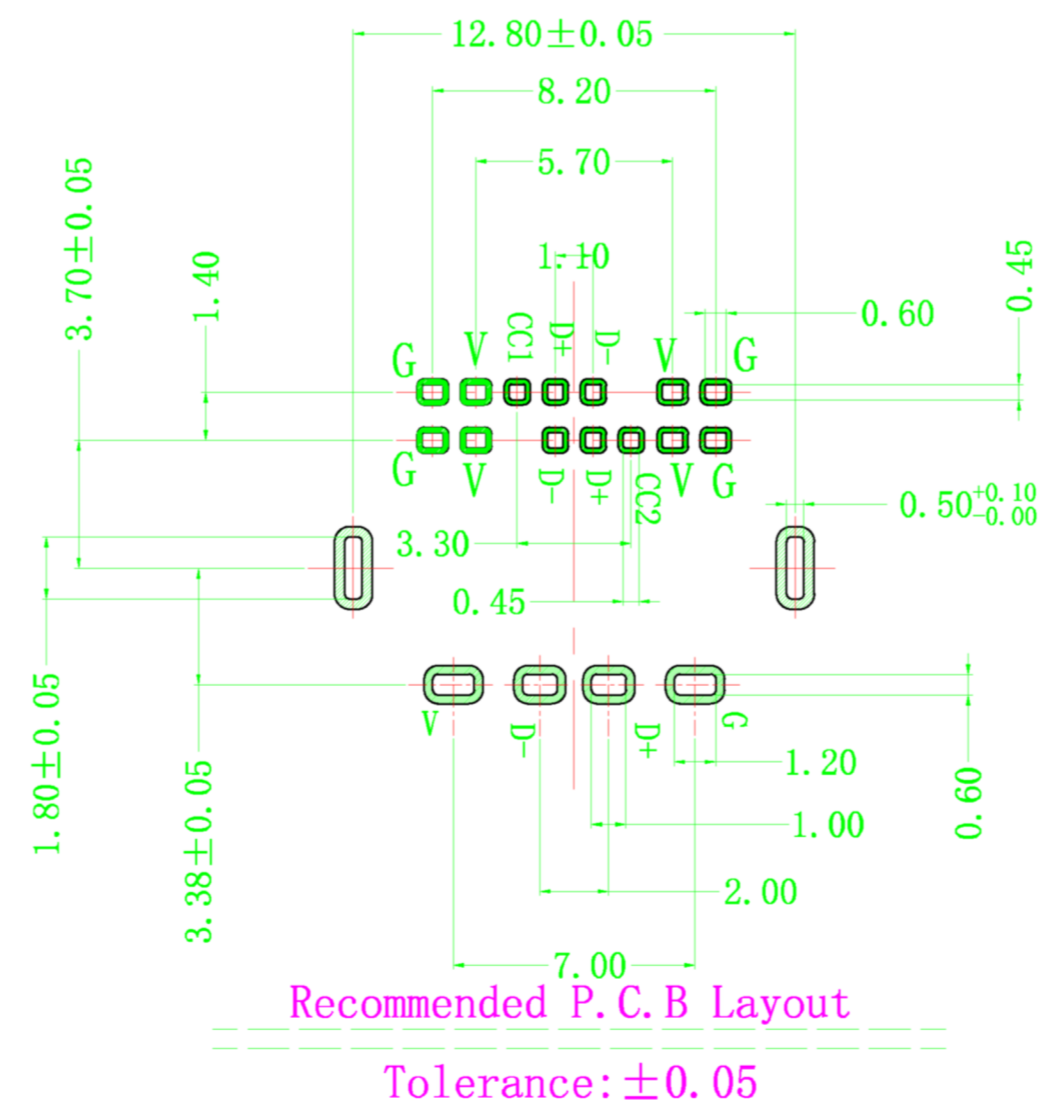 12.80±0.05
8.20
5.70
1.10
3.70±0.05
1.40
0.45
0.60
G
V
CC1
D+
D-
V
G
G
V
D-
D+
CC2
V
G
0.50+0.10
-0.00
3.30
0.45
1.80±0.05
3.38±0.05
V
D-
D+
G
1.20
1.00
0.60
2.00
7.00
Recommended P.C.B Layout
Tolerance:±0.05